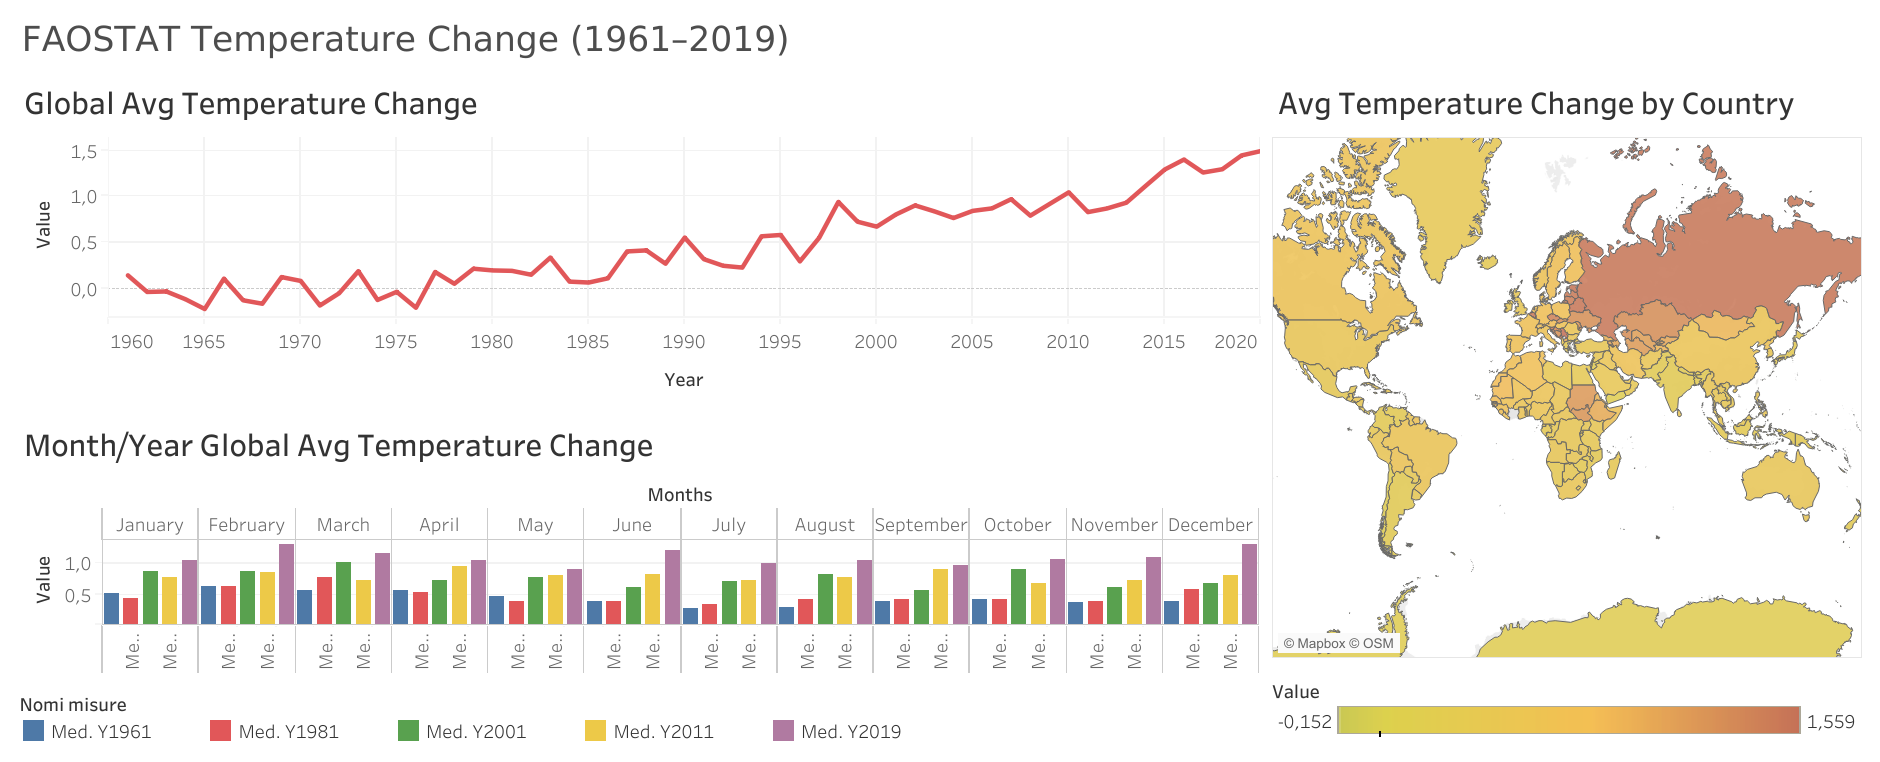 FAOSTAT Temperature Change (1961–2019)
Global Avg Temperature Change
1,5
1,0
0,5
0,0
Value
1960 1965 1970 1975 1980 1985 1990 1995 2000 2005 2010 2015 2020
Year
Month/Year Global Avg Temperature Change
Months
January February March April May June July August September October November December
1,0
0,5
Value
Me.. Me.. Me.. Me.. Me.. Me.. Me.. Me.. Me.. Me.. Me.. Me.. Me.. Me.. Me.. Me.. Me.. Me.. Me.. Me.. Me.. Me.. Me.. Me..
Nomi misure
Med. Y1961 Med. Y1981 Med. Y2001 Med. Y2011 Med. Y2019
Avg Temperature Change by Country
© Mapbox © OSM
Value
-0,152 1,559